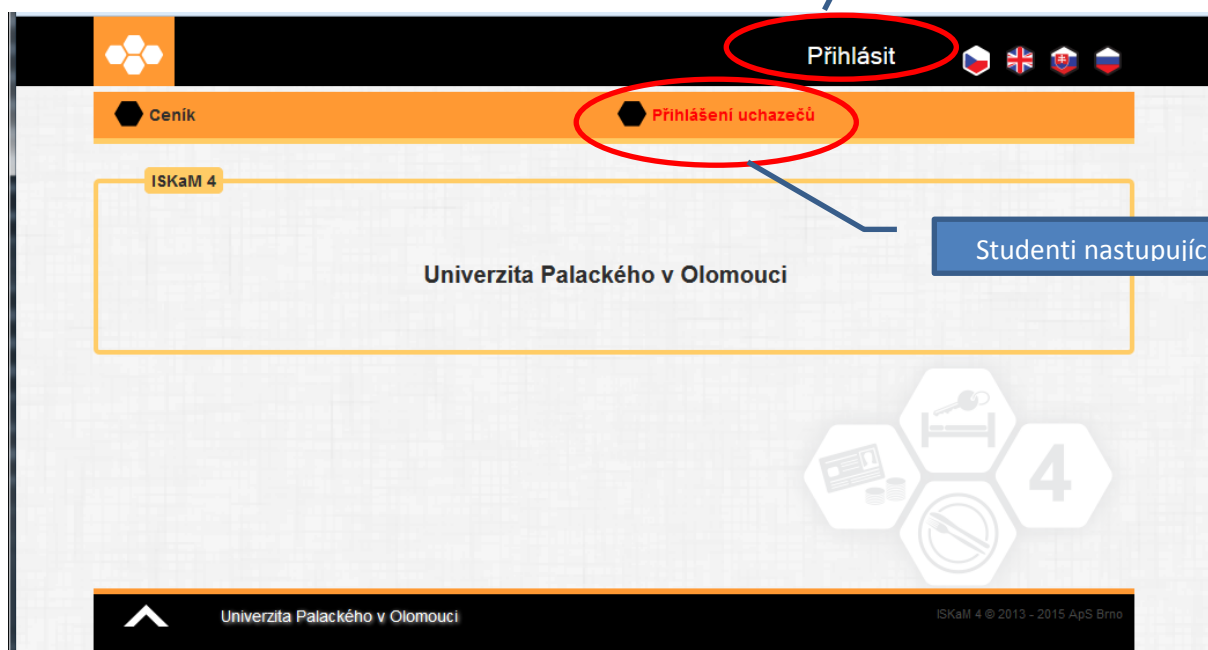 Přihlásit
Ceník
Přihlášení uchazečů
ISKaM 4
Studenti nastupujíc
Univerzita Palackého v Olomouci
4
Univerzita Palackého v Olomouci
ISKaM 4 © 2013 - 2015 ApS Brno